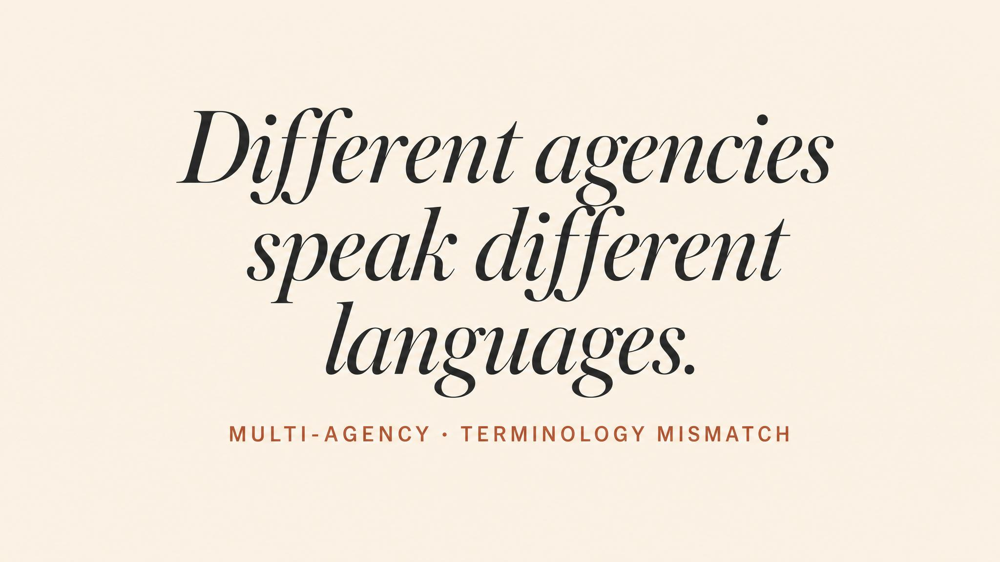 Different agencies
speak different
languages.
MULTI-AGENCY • TERMINOLOGY MISMATCH